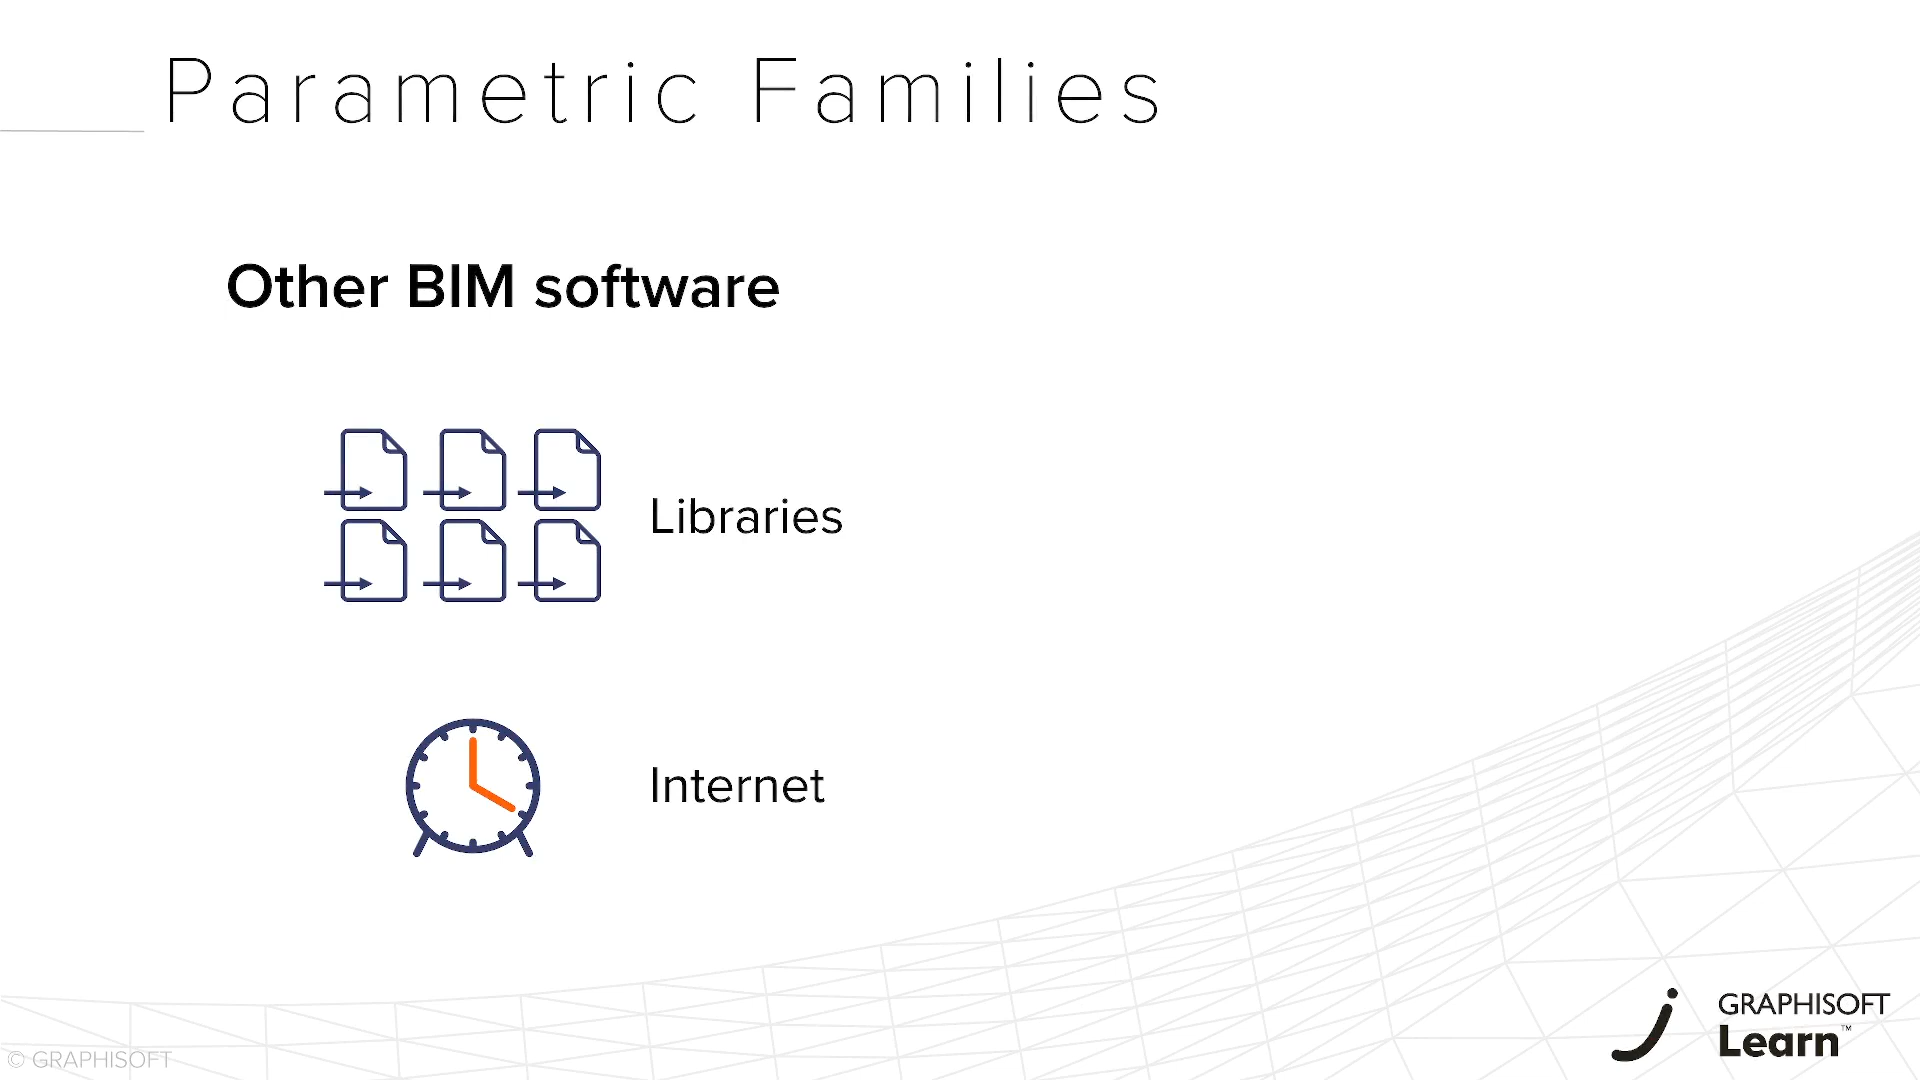 Parametric Families
Other BIM software
Libraries
Internet
GRAPHISOFT
Learn™
© GRAPHISOFT